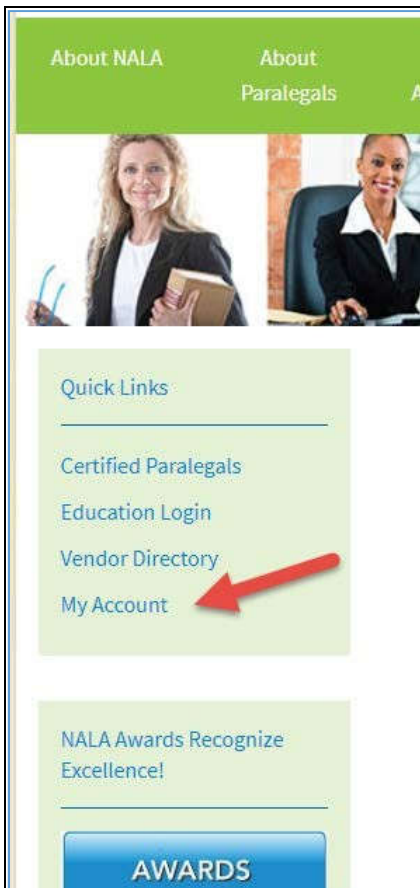 About NALA
About
Paralegals
A
Quick Links
Certified Paralegals
Education Login
Vendor Directory
My Account
NALA Awards Recognize
Excellence!
AWARDS